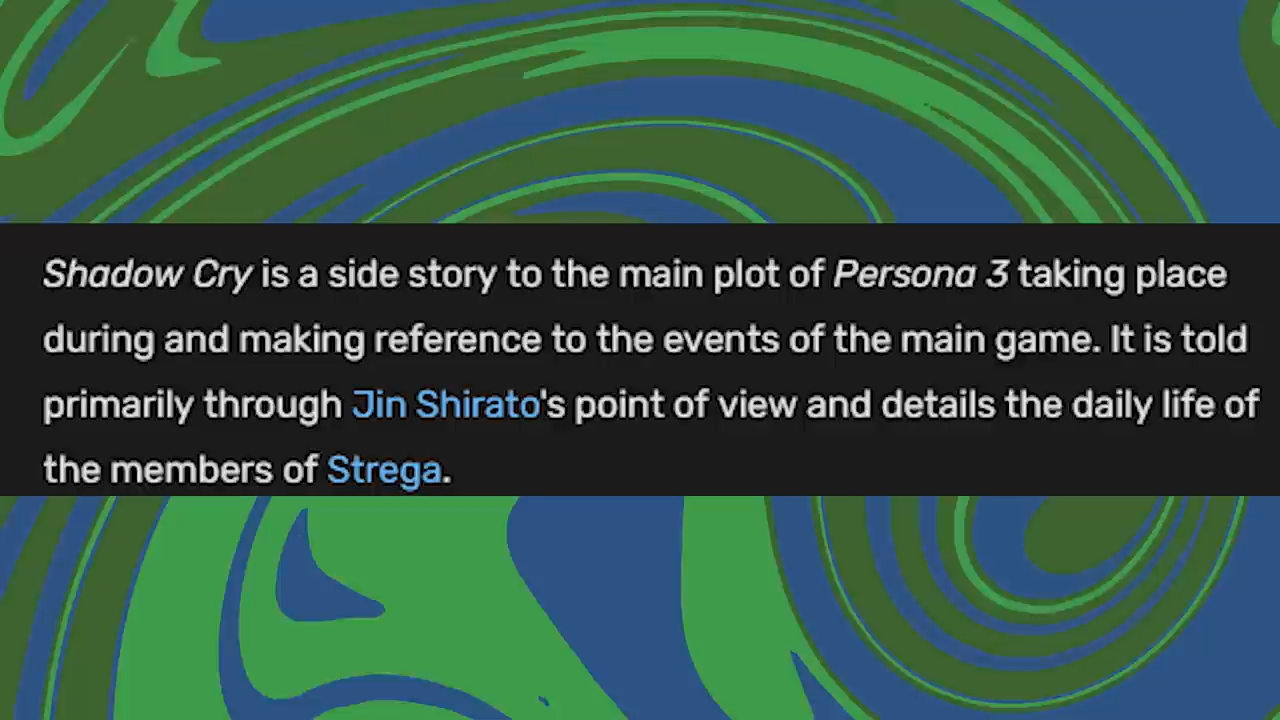 Shadow Cry is a side story to the main plot of Persona 3 taking place
during and making reference to the events of the main game. It is told
primarily through Jin Shirato's point of view and details the daily life of
the members of Strega.